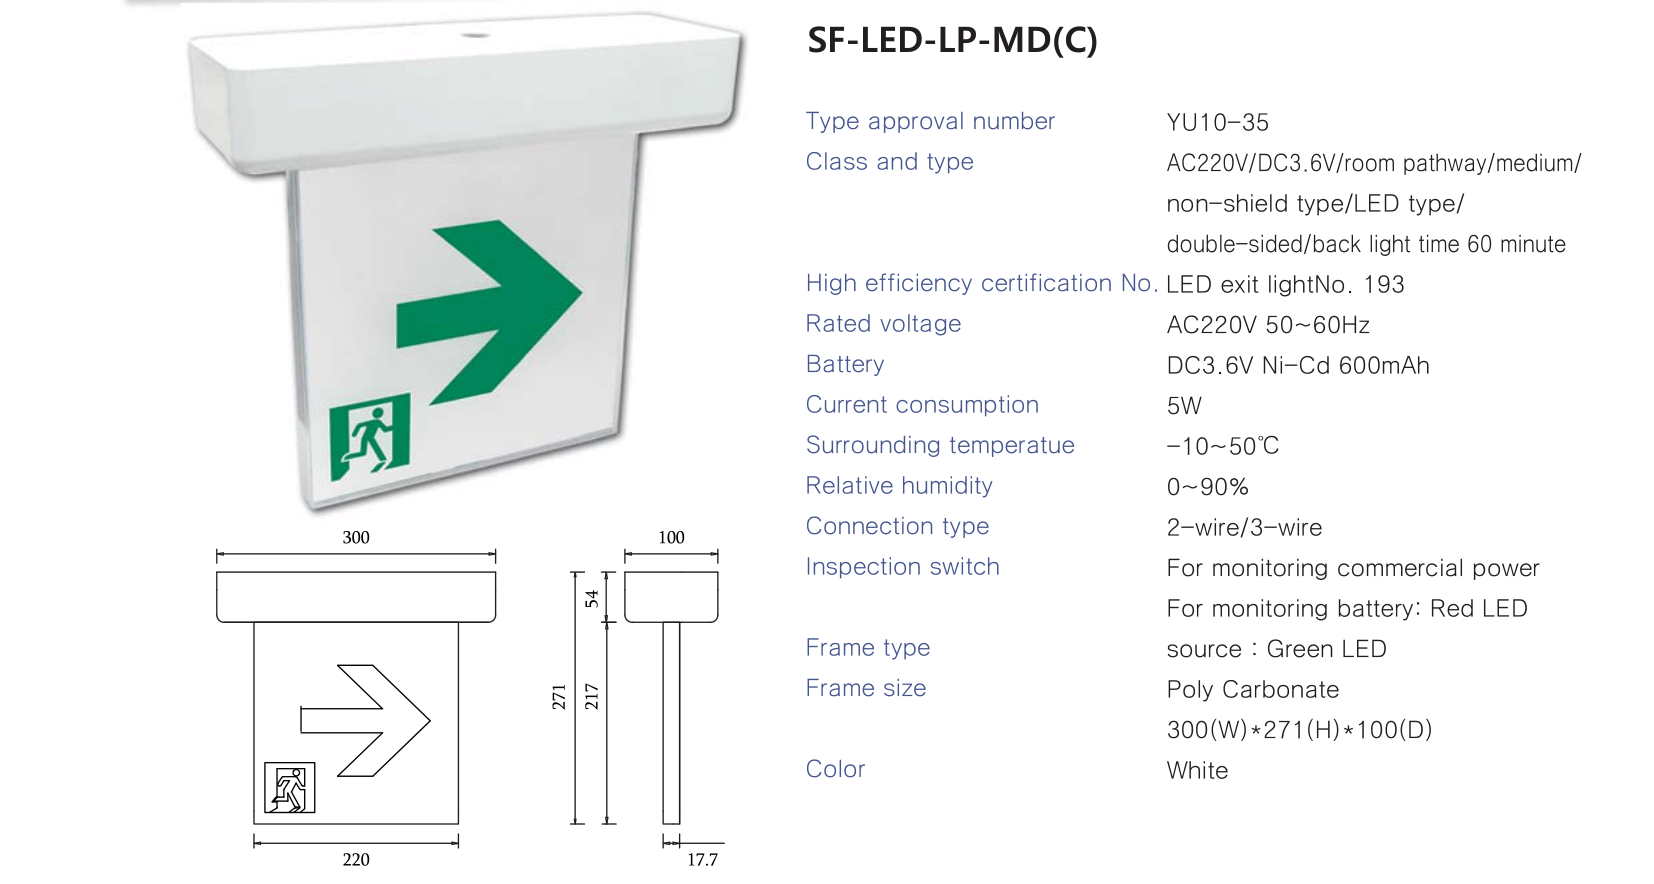 SF-LED-LP-MD(C)
Type approval number YU10-35
Class and type AC220V/DC3.6V/room pathway/medium/
non-shield type/LED type/
double-sided/back light time 60 minute
High efficiency certification No. LED exit lightNo. 193
Rated voltage AC220V 50~60Hz
Battery DC3.6V Ni-Cd 600mAh
Current consumption 5W
Surrounding temperatue -10~50℃
Relative humidity 0~90%
Connection type 2-wire/3-wire
Inspection switch For monitoring commercial power
For monitoring battery: Red LED
Frame type source : Green LED
Frame size Poly Carbonate
300(W)*271(H)*100(D)
Color White
300
100
54
271
217
220
17.7